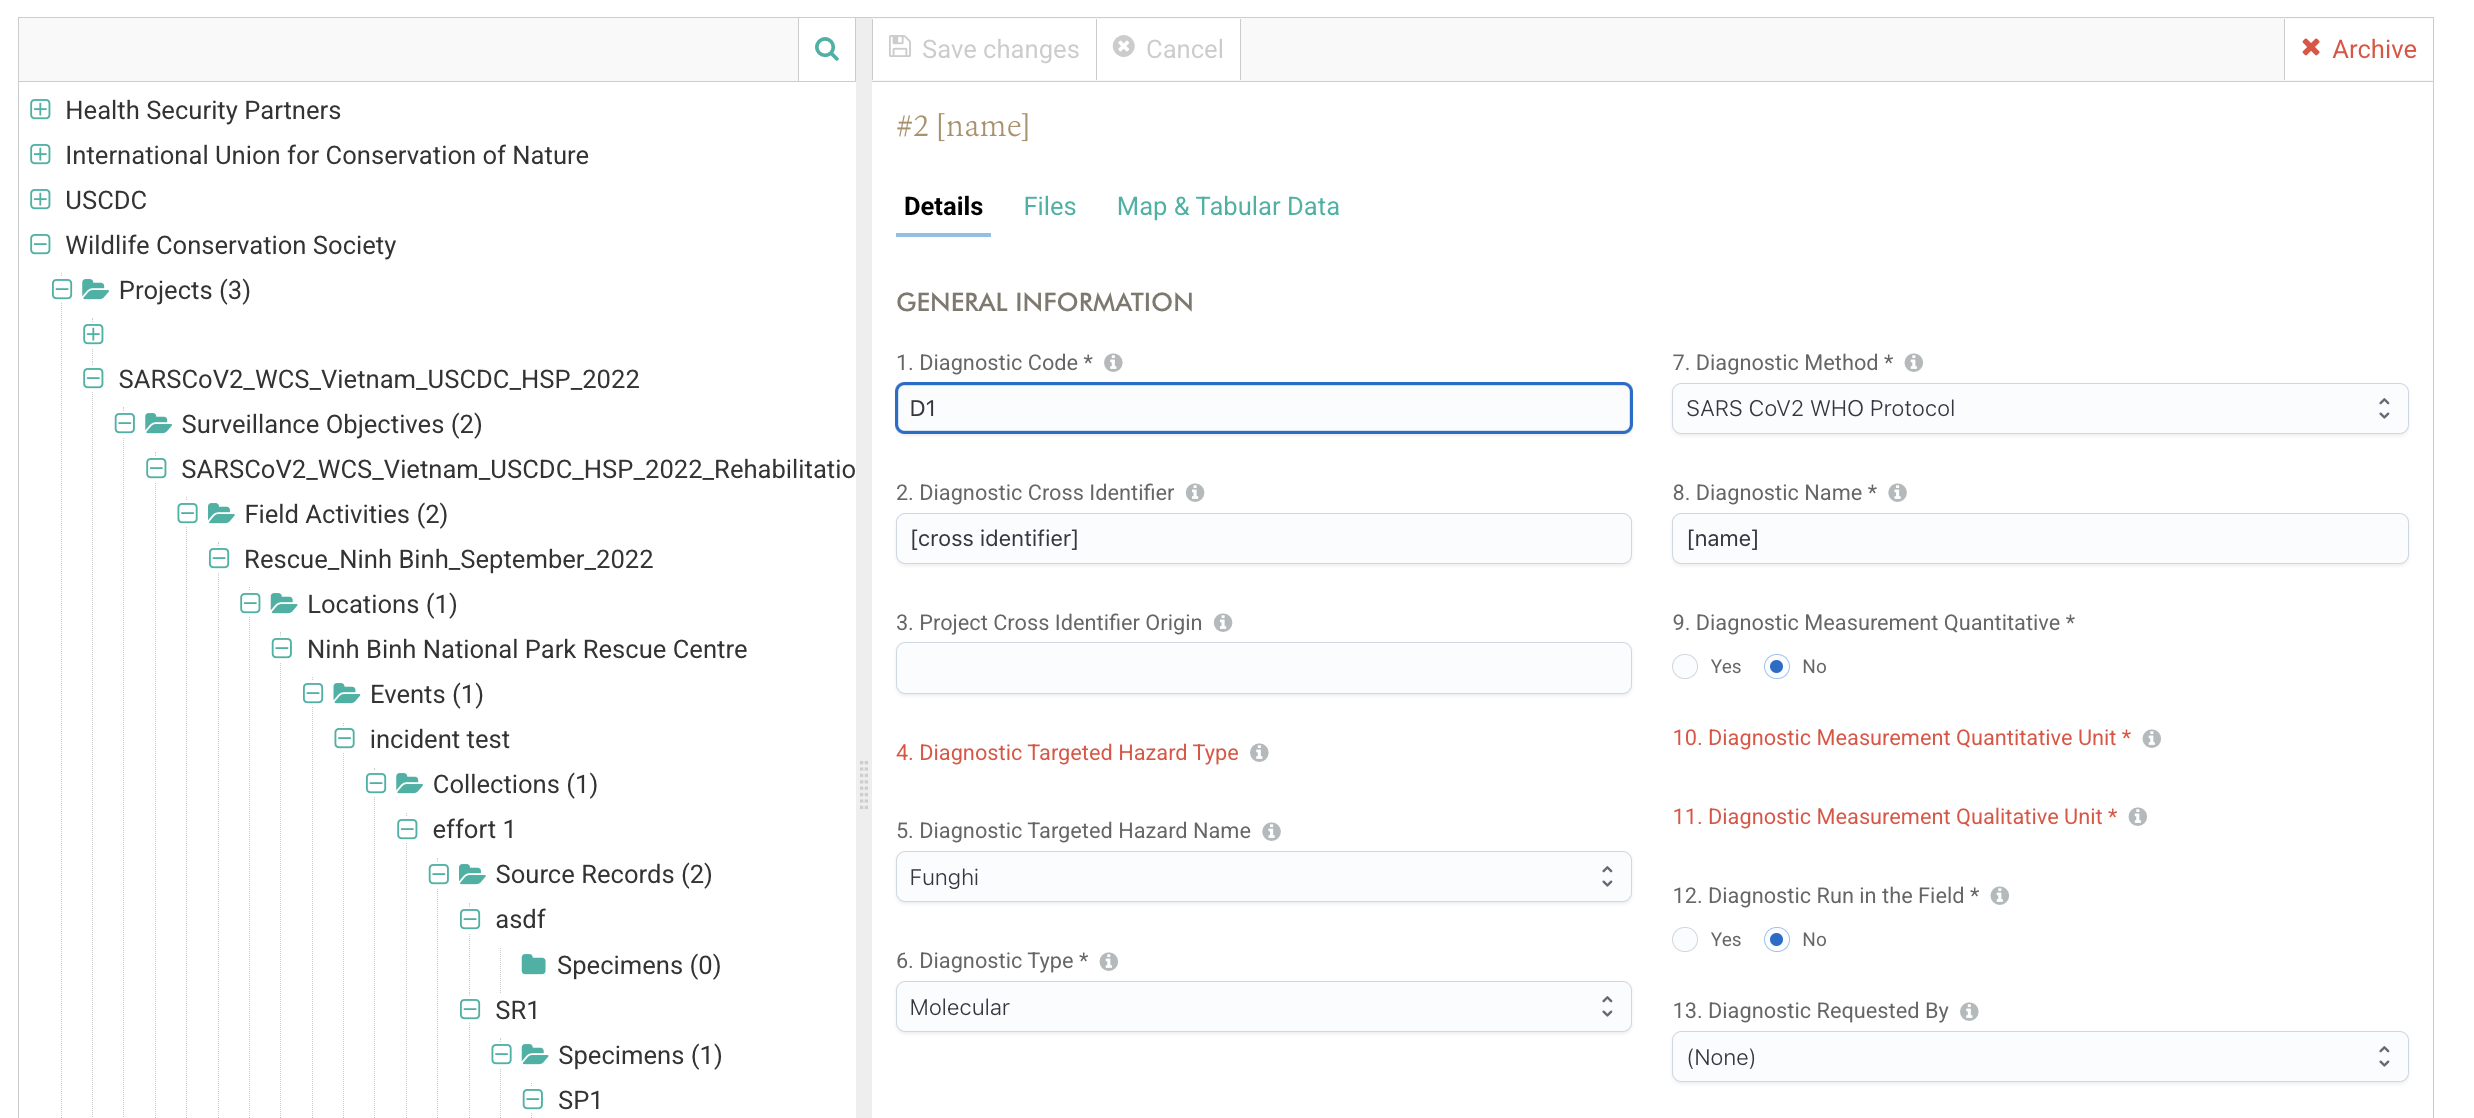 Save changes
Cancel
Archive
Health Security Partners
International Union for Conservation of Nature
USCDC
Wildlife Conservation Society
Projects (3)
SARSCoV2_WCS_Vietnam_USCDC_HSP_2022
Surveillance Objectives (2)
SARSCoV2_WCS_Vietnam_USCDC_HSP_2022_Rehabilitatio
Field Activities (2)
Rescue_Ninh Binh_September_2022
Locations (1)
Ninh Binh National Park Rescue Centre
Events (1)
incident test
Collections (1)
effort 1
Source Records (2)
asdf
Specimens (0)
SR1
Specimens (1)
SP1
#2 [name]
Details
Files
Map & Tabular Data
GENERAL INFORMATION
1. Diagnostic Code *
D1
2. Diagnostic Cross Identifier
[cross identifier]
3. Project Cross Identifier Origin
4. Diagnostic Targeted Hazard Type
5. Diagnostic Targeted Hazard Name
Funghi
6. Diagnostic Type *
Molecular
7. Diagnostic Method *
SARS CoV2 WHO Protocol
8. Diagnostic Name *
[name]
9. Diagnostic Measurement Quantitative *
Yes No
10. Diagnostic Measurement Quantitative Unit *
11. Diagnostic Measurement Qualitative Unit *
12. Diagnostic Run in the Field *
Yes No
13. Diagnostic Requested By
(None)